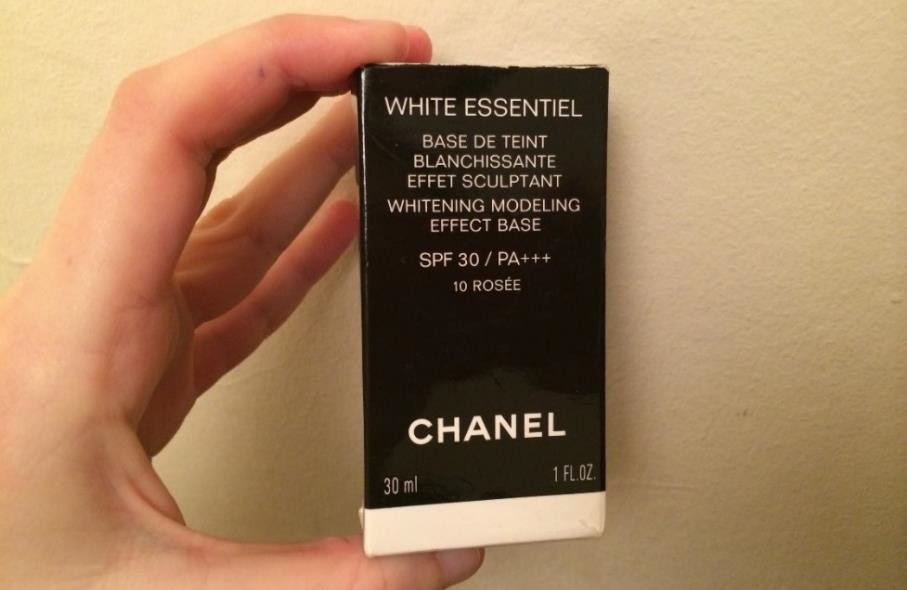 WHITE ESSENTIEL
BASE DE TEINT
BLANCHISSANTE
EFFET SCULPTANT
WHITENING MODELING
EFFECT BASE
SPF 30 / PA+++
10 ROSÉE
CHANEL
30 ml 1 FL.OZ.